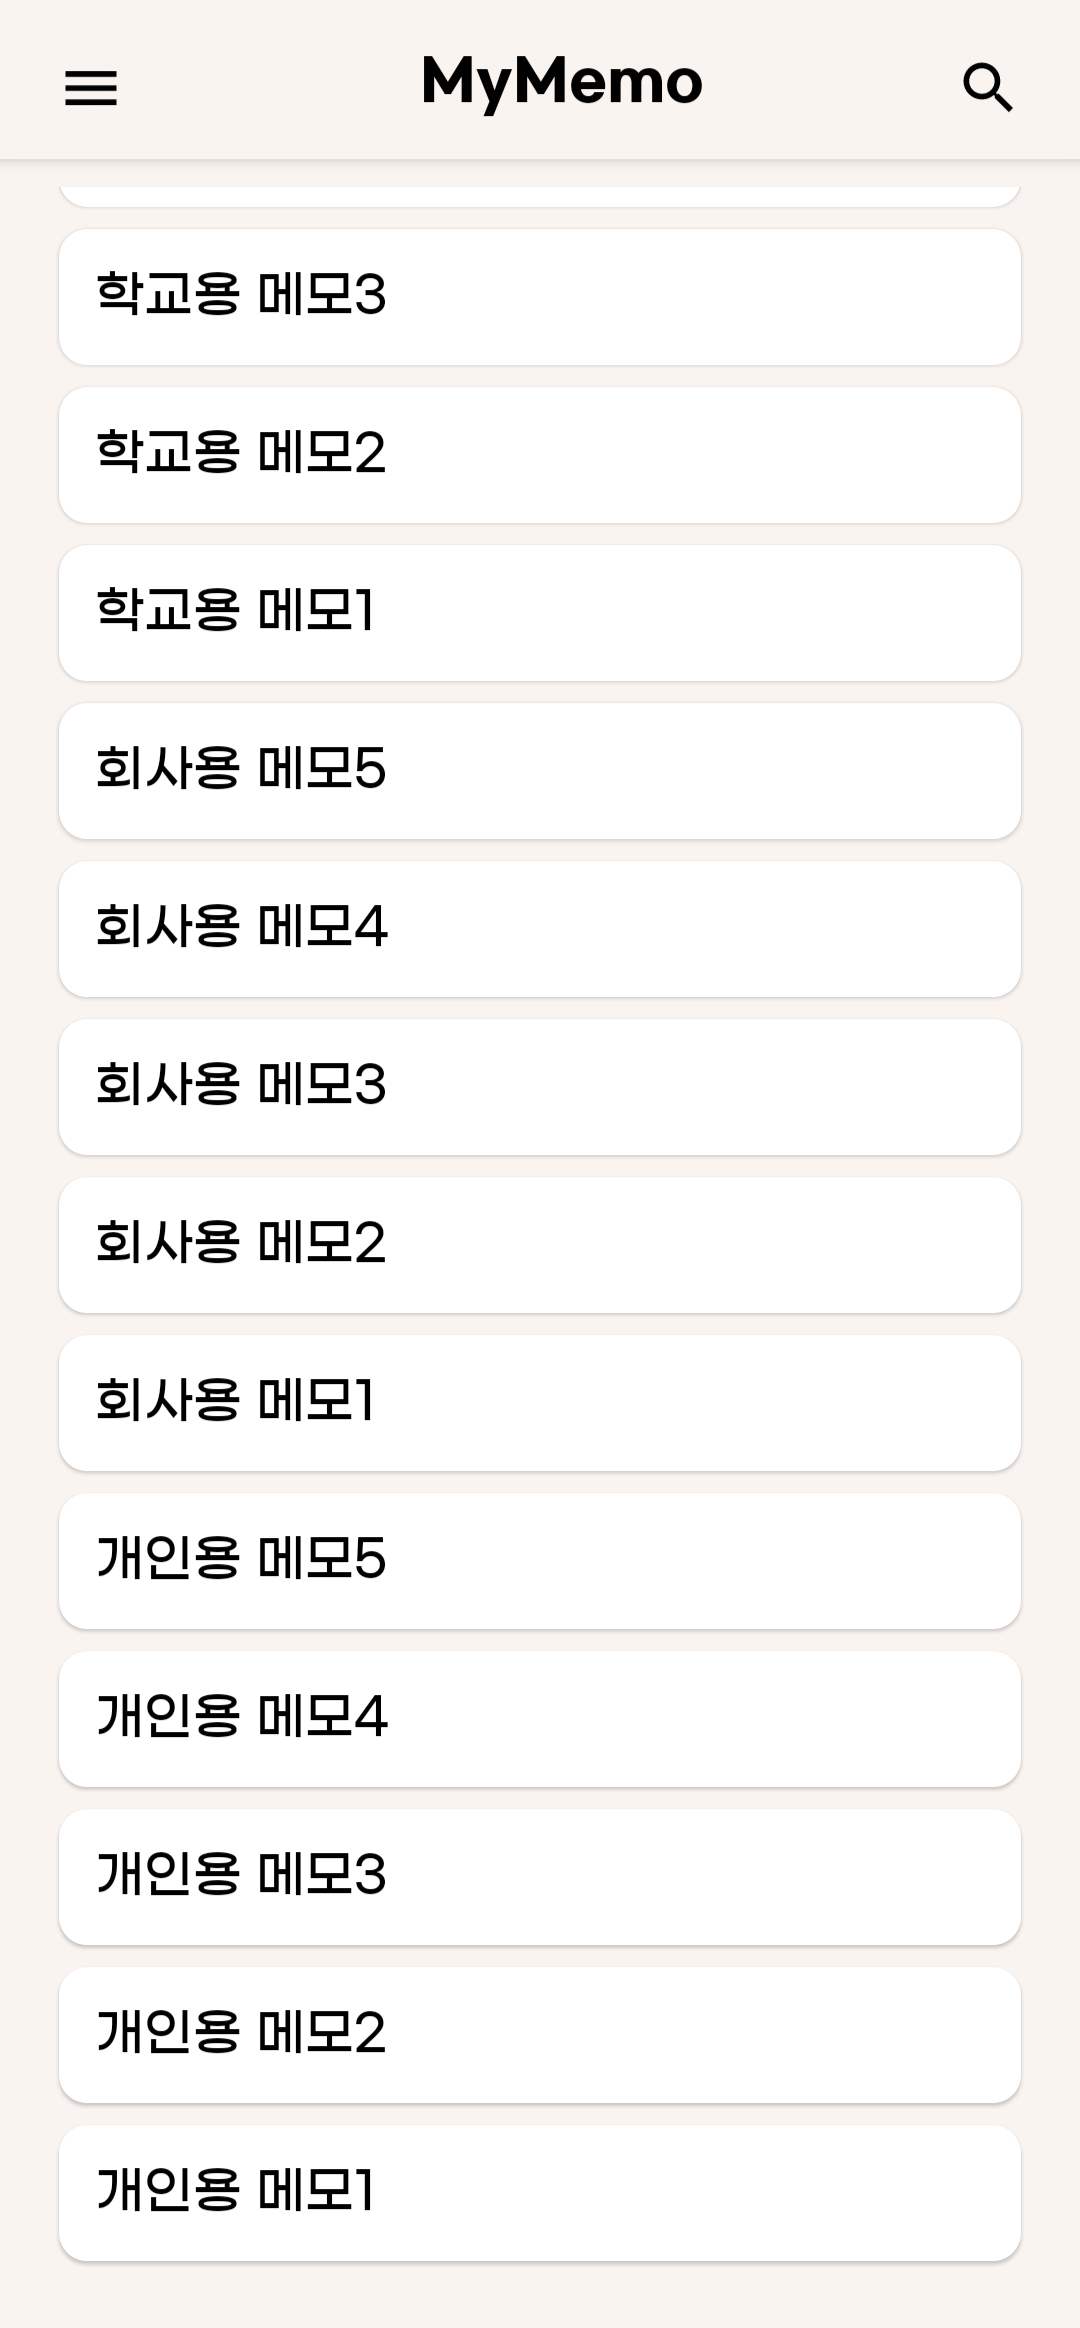 MyMemo
학교용 메모3
학교용 메모2
학교용 메모1
회사용 메모5
회사용 메모4
회사용 메모3
회사용 메모2
회사용 메모1
개인용 메모5
개인용 메모4
개인용 메모3
개인용 메모2
개인용 메모1